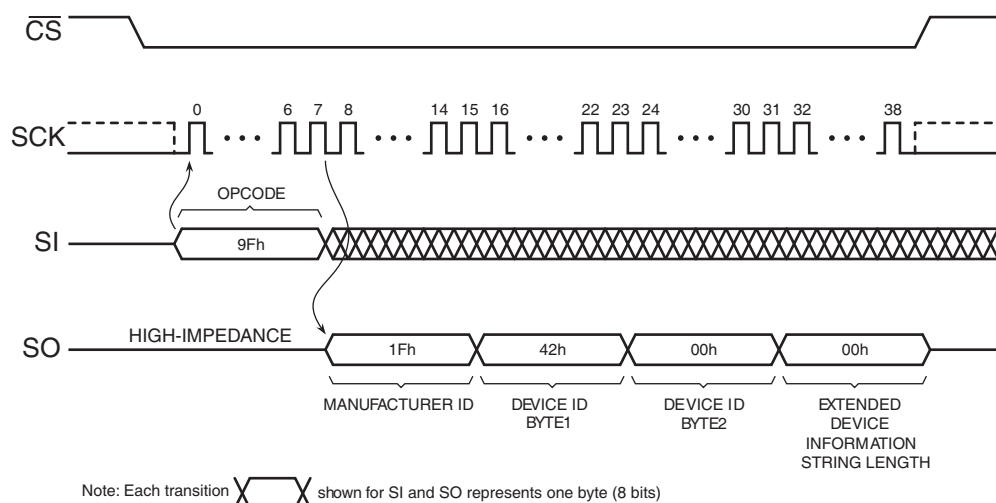 CS
0 6 7 8 14 15 16 22 23 24 30 31 32 38
SCK
OPCODE
SI
9Fh
HIGH-IMPEDANCE
SO
1Fh 42h 00h 00h
MANUFACTURER ID
DEVICE ID
BYTE1
DEVICE ID
BYTE2
EXTENDED
DEVICE
INFORMATION
STRING LENGTH
Note: Each transition shown for SI and SO represents one byte (8 bits)